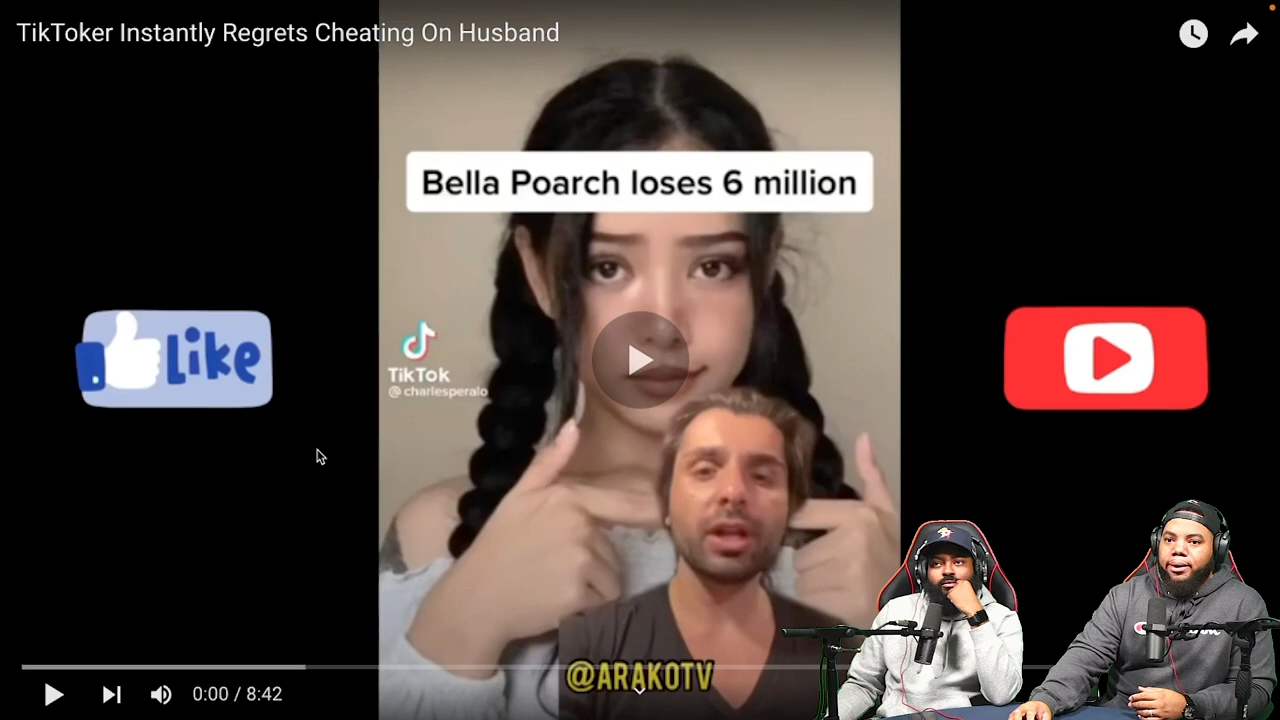 TikToker Instantly Regrets Cheating On Husband
Bella Poarch loses 6 million
Like
TikTok
@charlesperalo
@ARAKOTV
0:00 / 8:42